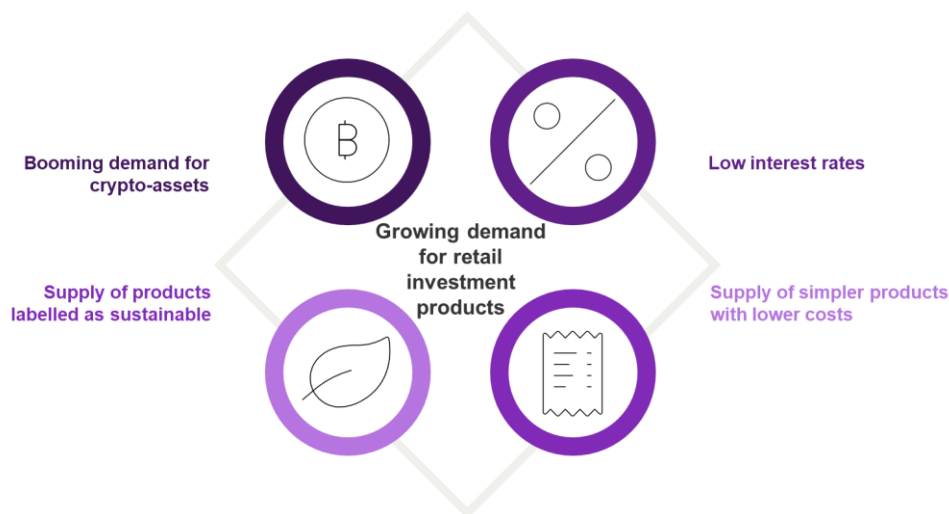 Booming demand for
crypto-assets
Low interest rates
Growing demand
for retail
investment
products
Supply of products
labelled as sustainable
Supply of simpler products
with lower costs